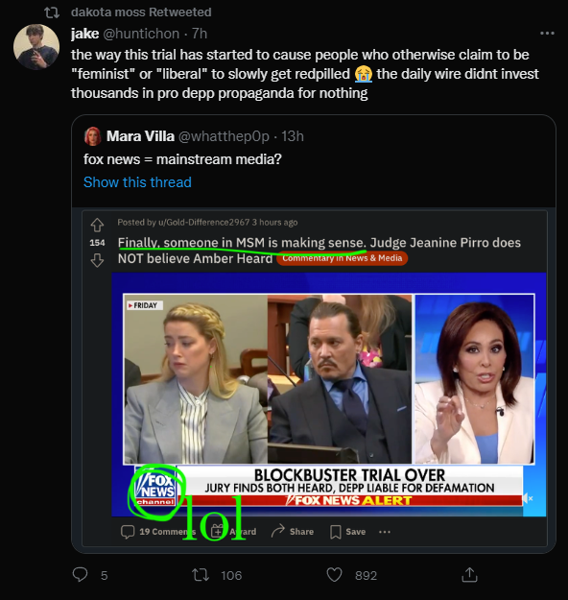 dakota moss Retweeted
jake @huntichon · 7h
the way this trial has started to cause people who otherwise claim to be
"feminist" or "liberal" to slowly get redpilled 😭 the daily wire didnt invest
thousands in pro depp propaganda for nothing
Mara Villa @whatthep0p · 13h
fox news = mainstream media?
Show this thread
Posted by u/Gold-Difference2967 3 hours ago
154
Finally, someone in MSM is making sense. Judge Jeanine Pirro does
NOT believe Amber Heard Commentary in News & Media
▸ FRIDAY
FOX
NEWS
channel
BLOCKBUSTER TRIAL OVER
JURY FINDS BOTH HEARD, DEPP LIABLE FOR DEFAMATION
FOX NEWS ALERT
lol
19 Comments Award Share Save ···
5 106 892